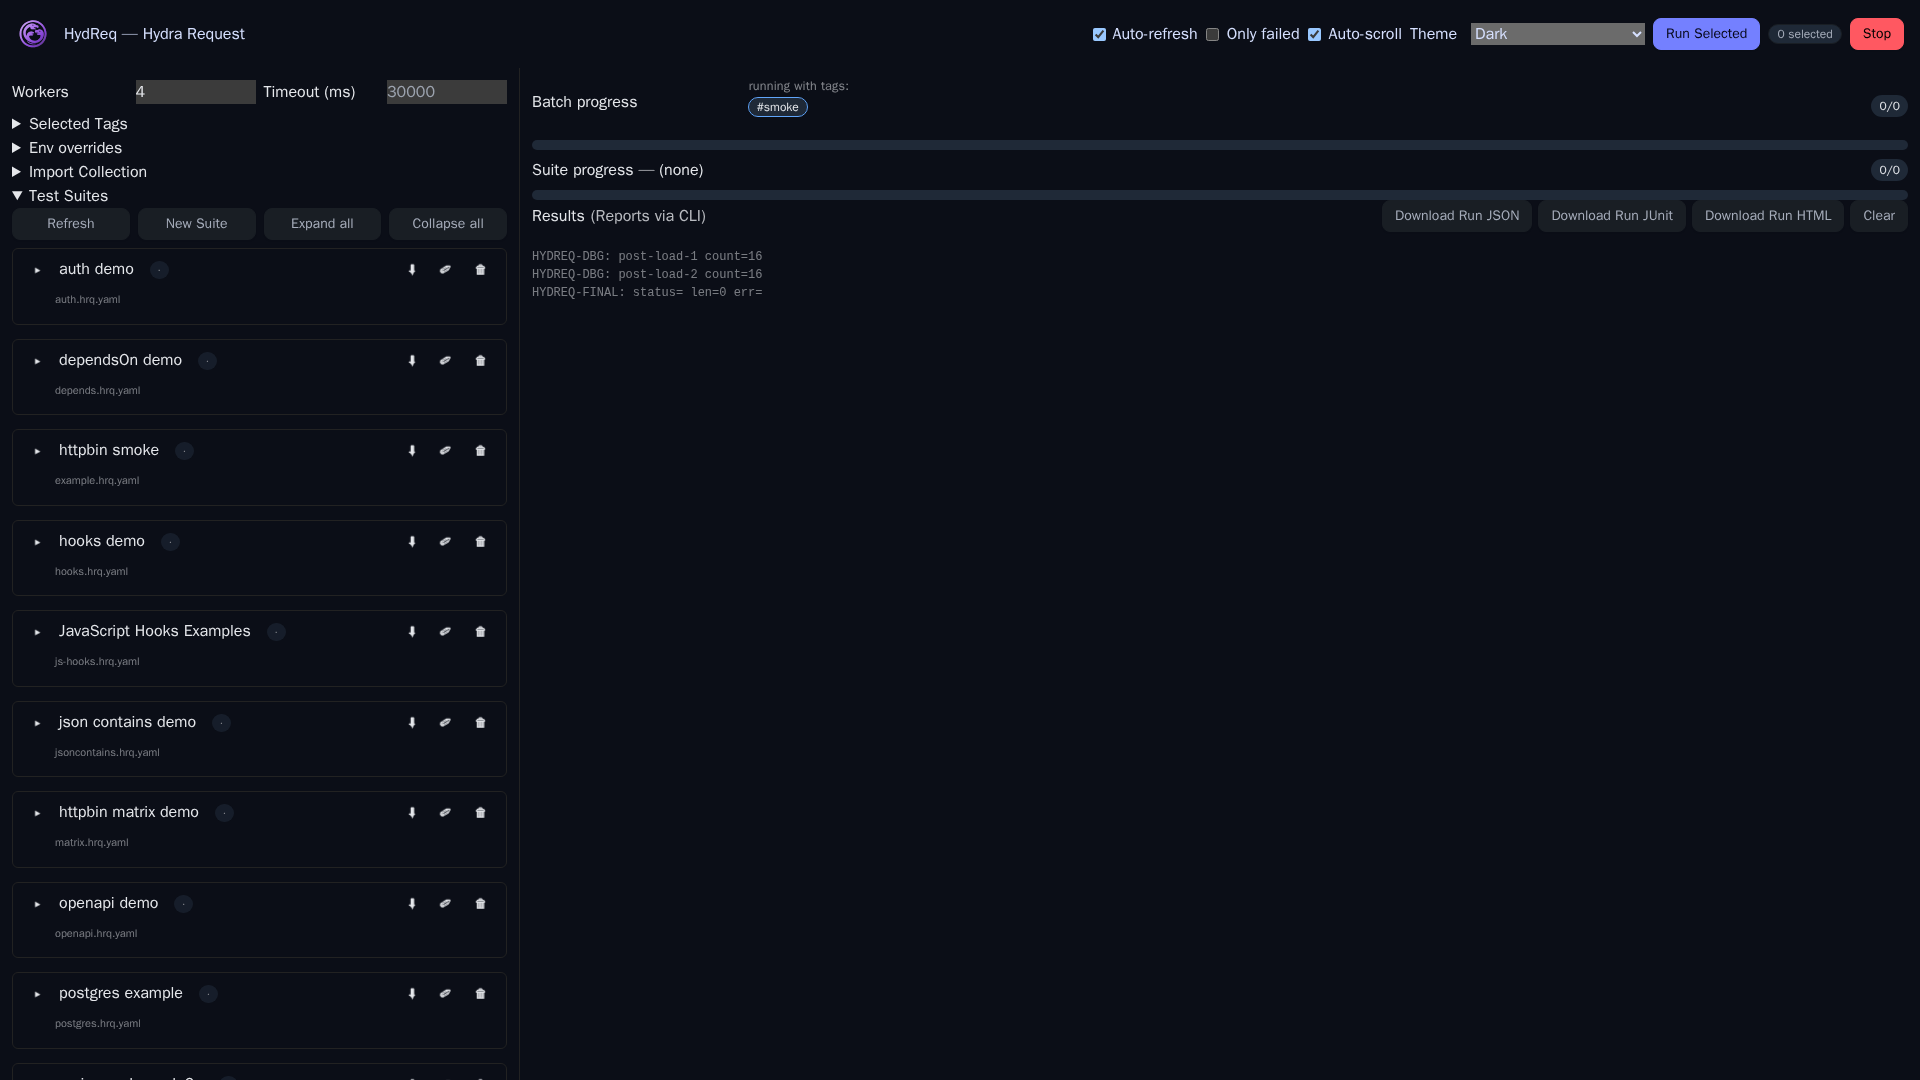 HydReq — Hydra Request
Auto-refresh Only failed Auto-scroll Theme Dark Run Selected 0 selected Stop
Workers 4 Timeout (ms) 30000
Selected Tags
Env overrides
Import Collection
Test Suites
Refresh New Suite Expand all Collapse all
auth demo
auth.hrq.yaml
dependsOn demo
depends.hrq.yaml
httpbin smoke
example.hrq.yaml
hooks demo
hooks.hrq.yaml
JavaScript Hooks Examples
js-hooks.hrq.yaml
json contains demo
jsoncontains.hrq.yaml
httpbin matrix demo
matrix.hrq.yaml
openapi demo
openapi.hrq.yaml
postgres example
postgres.hrq.yaml
running with tags:
Batch progress #smoke 0/0
Suite progress — (none) 0/0
Results (Reports via CLI) Download Run JSON Download Run JUnit Download Run HTML Clear
HYDREQ-DBG: post-load-1 count=16
HYDREQ-DBG: post-load-2 count=16
HYDREQ-FINAL: status= len=0 err=